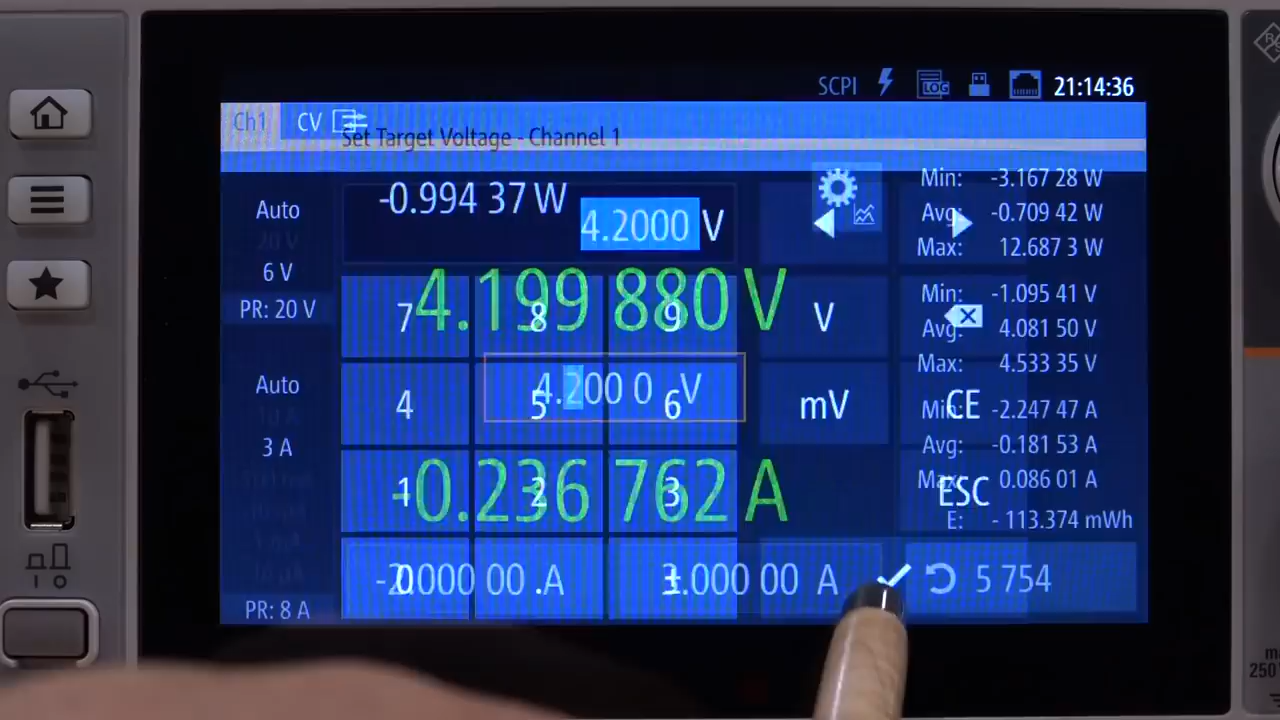 SCPI LOG 21:14:36
Ch1 CV
Set Target Voltage - Channel 1
Auto
20 V
6 V
PR: 20 V
Auto
3 A
PR: 8 A
-0.994 37 W
4.2000 V
4.199 880 V
4.200 0 V
-0.236 762 A
-2.000 00 A
3.000 00 A
7 8 9 V
4 5 6 mV
1 2 3
0 ±
CE
ESC
Min: -3.167 28 W
Avg: -0.709 42 W
Max: 12.687 3 W
Min: -1.095 41 V
Avg: 4.081 50 V
Max: 4.533 35 V
Min: -2.247 47 A
Avg: -0.181 53 A
Max: 0.086 01 A
E: - 113.374 mWh
5 754
250